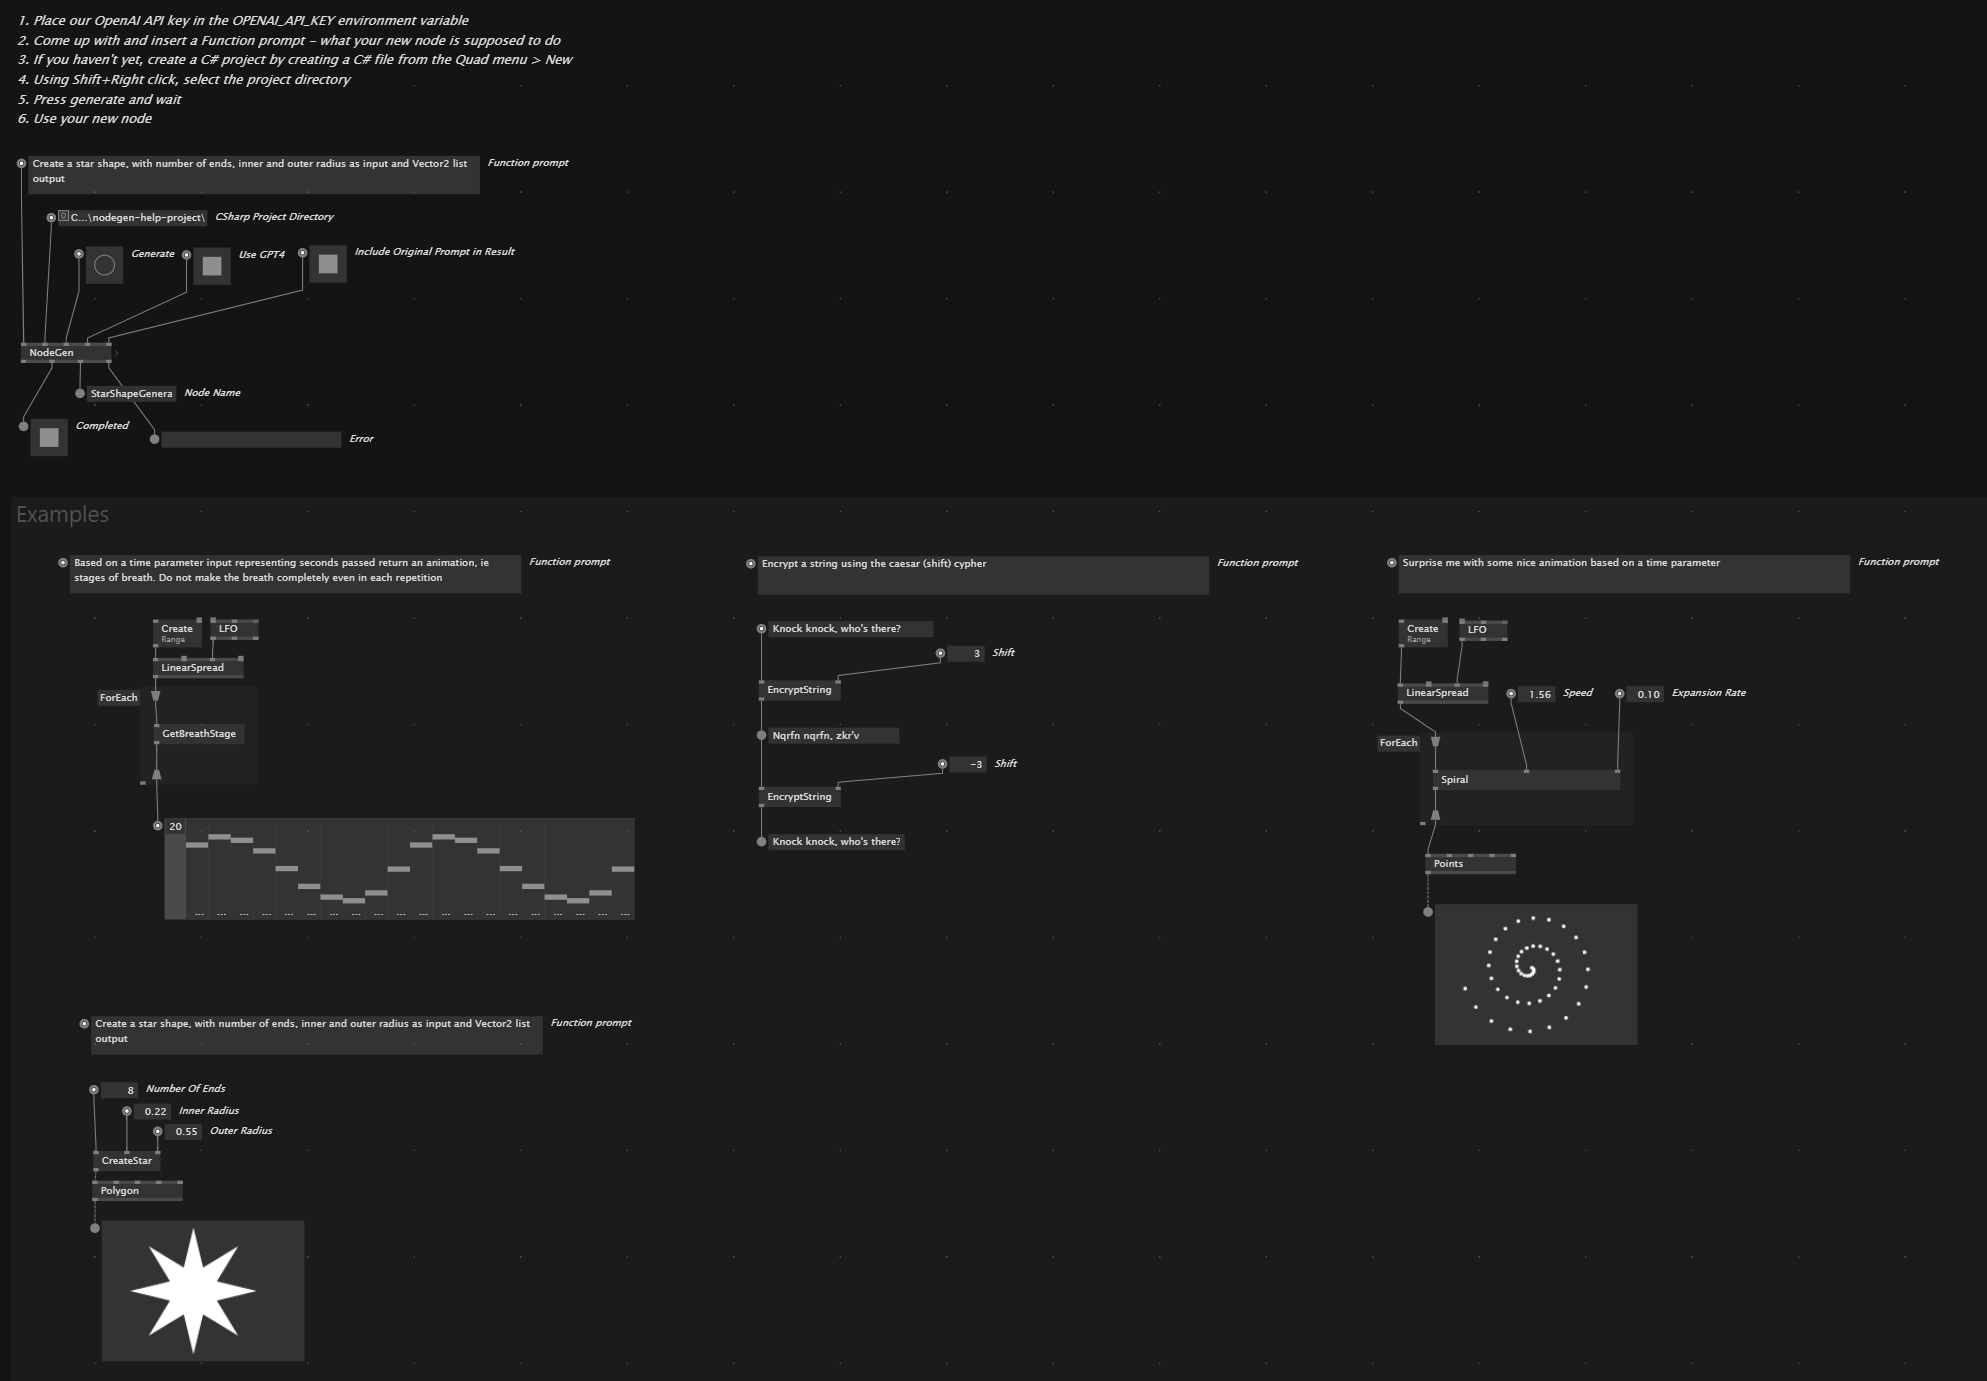 1. Place our OpenAI API key in the OPENAI_API_KEY environment variable
2. Come up with and insert a Function prompt - what your new node is supposed to do
3. If you haven't yet, create a C# project by creating a C# file from the Quad menu > New
4. Using Shift+Right click, select the project directory
5. Press generate and wait
6. Use your new node
Create a star shape, with number of ends, inner and outer radius as input and Vector2 list
output
Function prompt
C...\nodegen-help-project\
CSharp Project Directory
Generate
Use GPT4
Include Original Prompt in Result
NodeGen
StarShapeGenera
Node Name
Completed
Error
Examples
Based on a time parameter input representing seconds passed return an animation, ie
stages of breath. Do not make the breath completely even in each repetition
Function prompt
Create
Range
LFO
LinearSpread
ForEach
GetBreathStage
20
... ... ... ... ... ... ... ... ... ... ... ... ... ... ... ... ... ... ... ...
Encrypt a string using the caesar (shift) cypher
Function prompt
Knock knock, who's there?
3
Shift
EncryptString
Nqrfn nqrfn, zkr'v
-3
Shift
EncryptString
Knock knock, who's there?
Surprise me with some nice animation based on a time parameter
Function prompt
Create
Range
LFO
LinearSpread
1.56
Speed
0.10
Expansion Rate
ForEach
Spiral
Points
Create a star shape, with number of ends, inner and outer radius as input and Vector2 list
output
Function prompt
8
Number Of Ends
0.22
Inner Radius
0.55
Outer Radius
CreateStar
Polygon